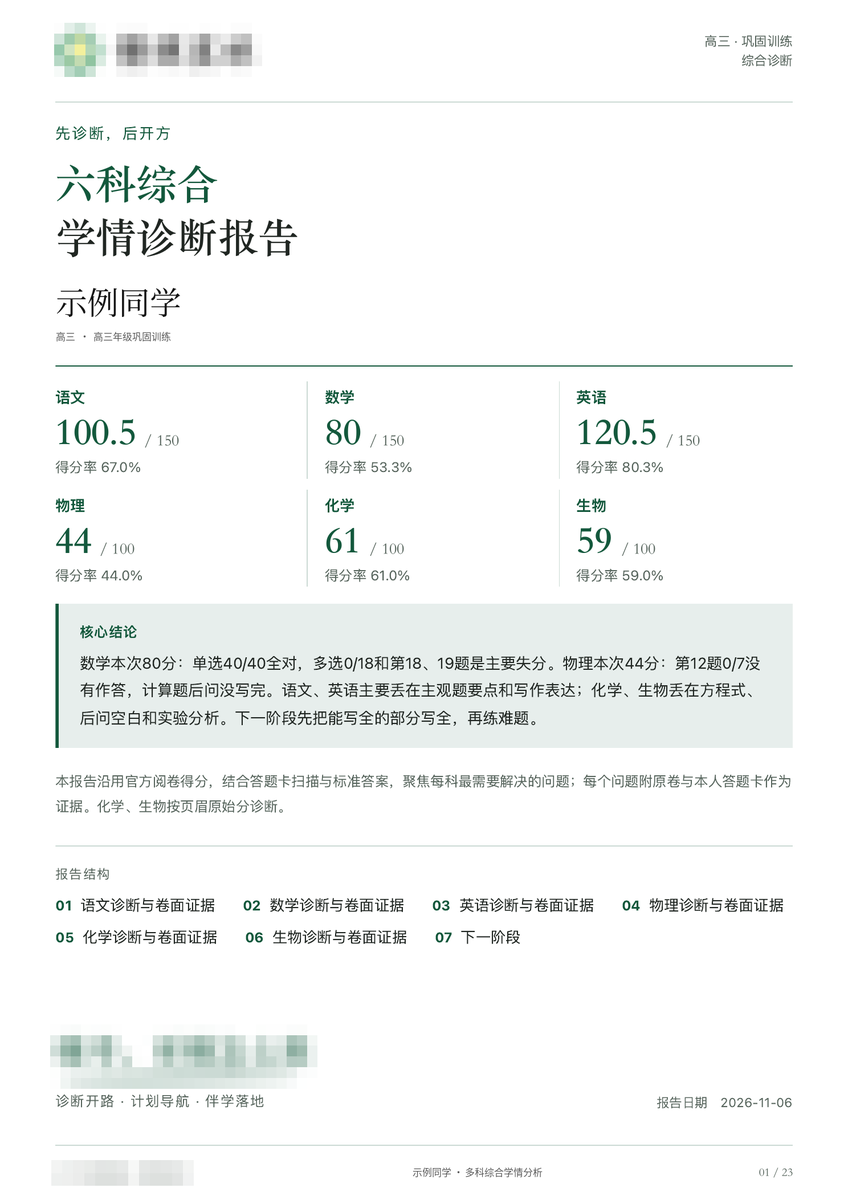 高三 · 巩固训练
综合诊断
先诊断，后开方
六科综合
学情诊断报告
示例同学
高三 · 高三年级巩固训练
语文 数学 英语
100.5 / 150 80 / 150 120.5 / 150
得分率 67.0% 得分率 53.3% 得分率 80.3%
物理 化学 生物
44 / 100 61 / 100 59 / 100
得分率 44.0% 得分率 61.0% 得分率 59.0%
核心结论
数学本次80分：单选40/40全对，多选0/18和第18、19题是主要失分。物理本次44分：第12题0/7没
有作答，计算题后问没写完。语文、英语主要丢在主观题要点和写作表达；化学、生物丢在方程式、
后问空白和实验分析。下一阶段先把能写全的部分写全，再练难题。
本报告沿用官方阅卷得分，结合答题卡扫描与标准答案，聚焦每科最需要解决的问题；每个问题附原卷与本人答题卡作为
证据。化学、生物按页眉原始分诊断。
报告结构
01 语文诊断与卷面证据 02 数学诊断与卷面证据 03 英语诊断与卷面证据 04 物理诊断与卷面证据
05 化学诊断与卷面证据 06 生物诊断与卷面证据 07 下一阶段
诊断开路 · 计划导航 · 伴学落地
报告日期 2026-11-06
示例同学 · 多科综合学情分析
01 / 23